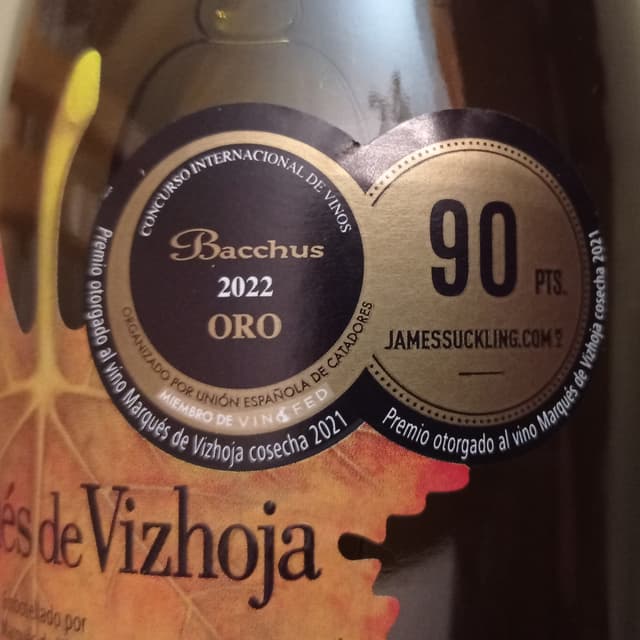 CONCURSO INTERNACIONAL DE VINOS
Bacchus
2022
ORO
ORGANIZADO POR UNIÓN ESPAÑOLA DE CATADORES
MIEMBRO DE VINOFED
Premio otorgado al vino Marqués de Vizhoja cosecha 2021
90
PTS.
JAMESSUCKLING.COM
Premio otorgado al vino Marqués de Vizhoja cosecha 2021
és de Vizhoja
por